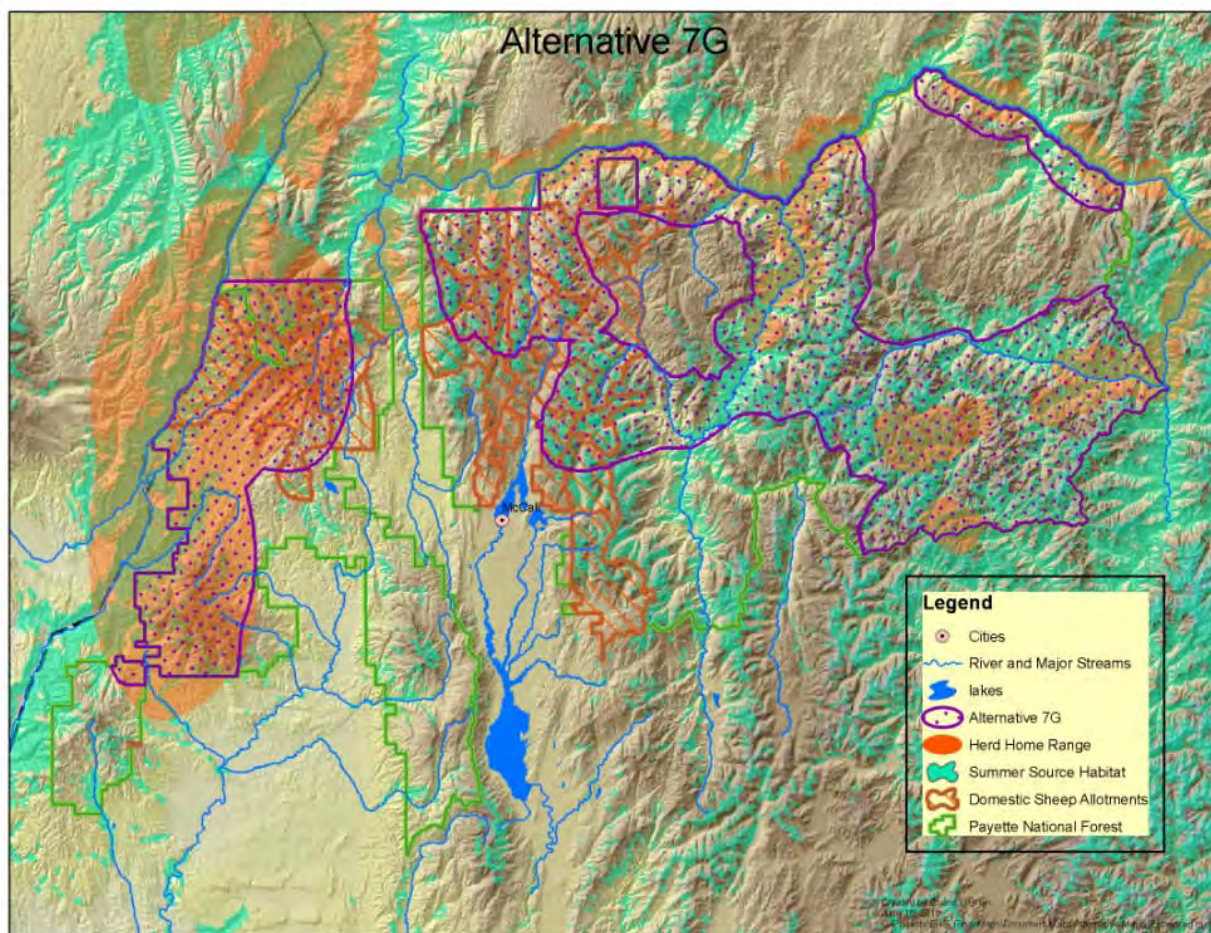 Alternative 7G
McCall
Legend
Cities
River and Major Streams
lakes
Alternative 7G
Herd Home Range
Summer Source Habitat
Domestic Sheep Allotments
Payette National Forest